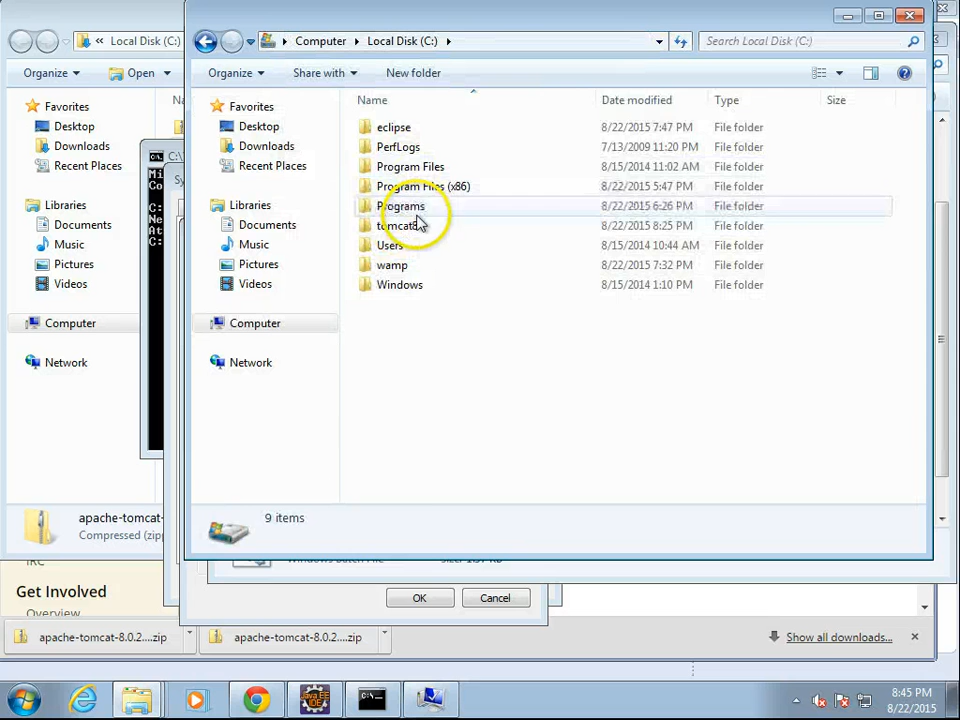 Local Disk (C:)
Computer
Local Disk (C:)
Search Local Disk (C:)
Organize
Open
Organize
Share with
New folder
Favorites
Desktop
Downloads
Recent Places
Libraries
Documents
Music
Pictures
Videos
Computer
Network
Favorites
Desktop
Downloads
Recent Places
Libraries
Documents
Music
Pictures
Videos
Computer
Network
Name Date modified Type Size
eclipse 8/22/2015 7:47 PM File folder
PerfLogs 7/13/2009 11:20 PM File folder
Program Files 8/15/2014 11:02 AM File folder
Program Files (x86) 8/22/2015 5:47 PM File folder
Programs 8/22/2015 6:26 PM File folder
tomcat8 8/22/2015 8:25 PM File folder
Users 8/15/2014 10:44 AM File folder
wamp 8/22/2015 7:32 PM File folder
Windows 8/15/2014 1:10 PM File folder
9 items
apache-tomcat-
Compressed (zip
IRC
Get Involved
Overview
OK
Cancel
apache-tomcat-8.0.2....zip
apache-tomcat-8.0.2....zip
Show all downloads...
Java EE
IDE
8:45 PM
8/22/2015